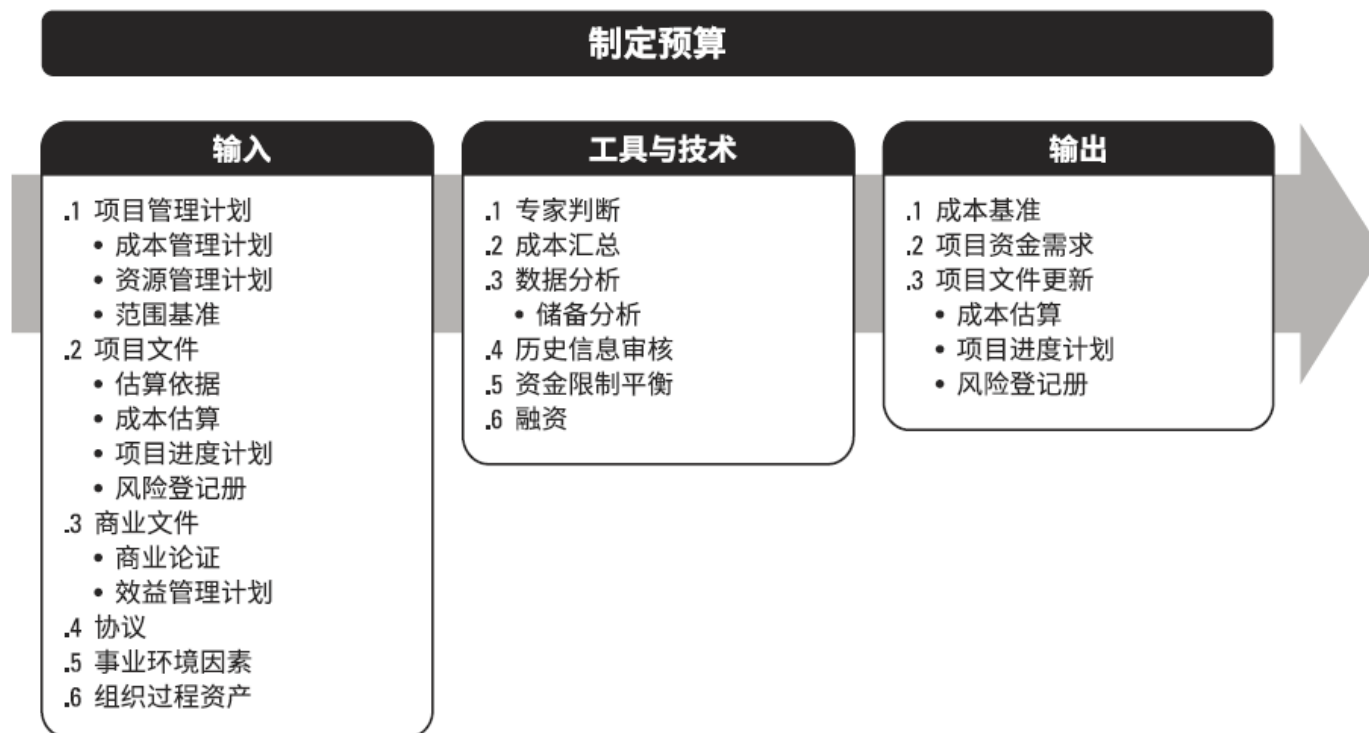 制定预算
输入
.1 项目管理计划
• 成本管理计划
• 资源管理计划
• 范围基准
.2 项目文件
• 估算依据
• 成本估算
• 项目进度计划
• 风险登记册
.3 商业文件
• 商业论证
• 效益管理计划
.4 协议
.5 事业环境因素
.6 组织过程资产
工具与技术
.1 专家判断
.2 成本汇总
.3 数据分析
• 储备分析
.4 历史信息审核
.5 资金限制平衡
.6 融资
输出
.1 成本基准
.2 项目资金需求
.3 项目文件更新
• 成本估算
• 项目进度计划
• 风险登记册